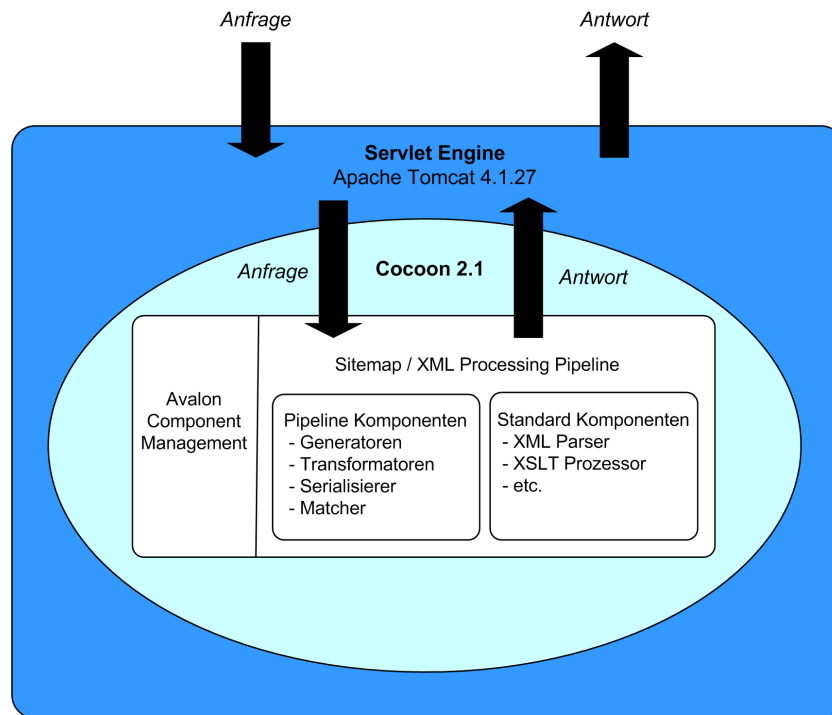 Anfrage
Antwort
Servlet Engine
Apache Tomcat 4.1.27
Anfrage
Cocoon 2.1
Antwort
Sitemap / XML Processing Pipeline
Avalon
Component
Management
Pipeline Komponenten
- Generatoren
- Transformatoren
- Serialisierer
- Matcher
Standard Komponenten
- XML Parser
- XSLT Prozessor
- etc.